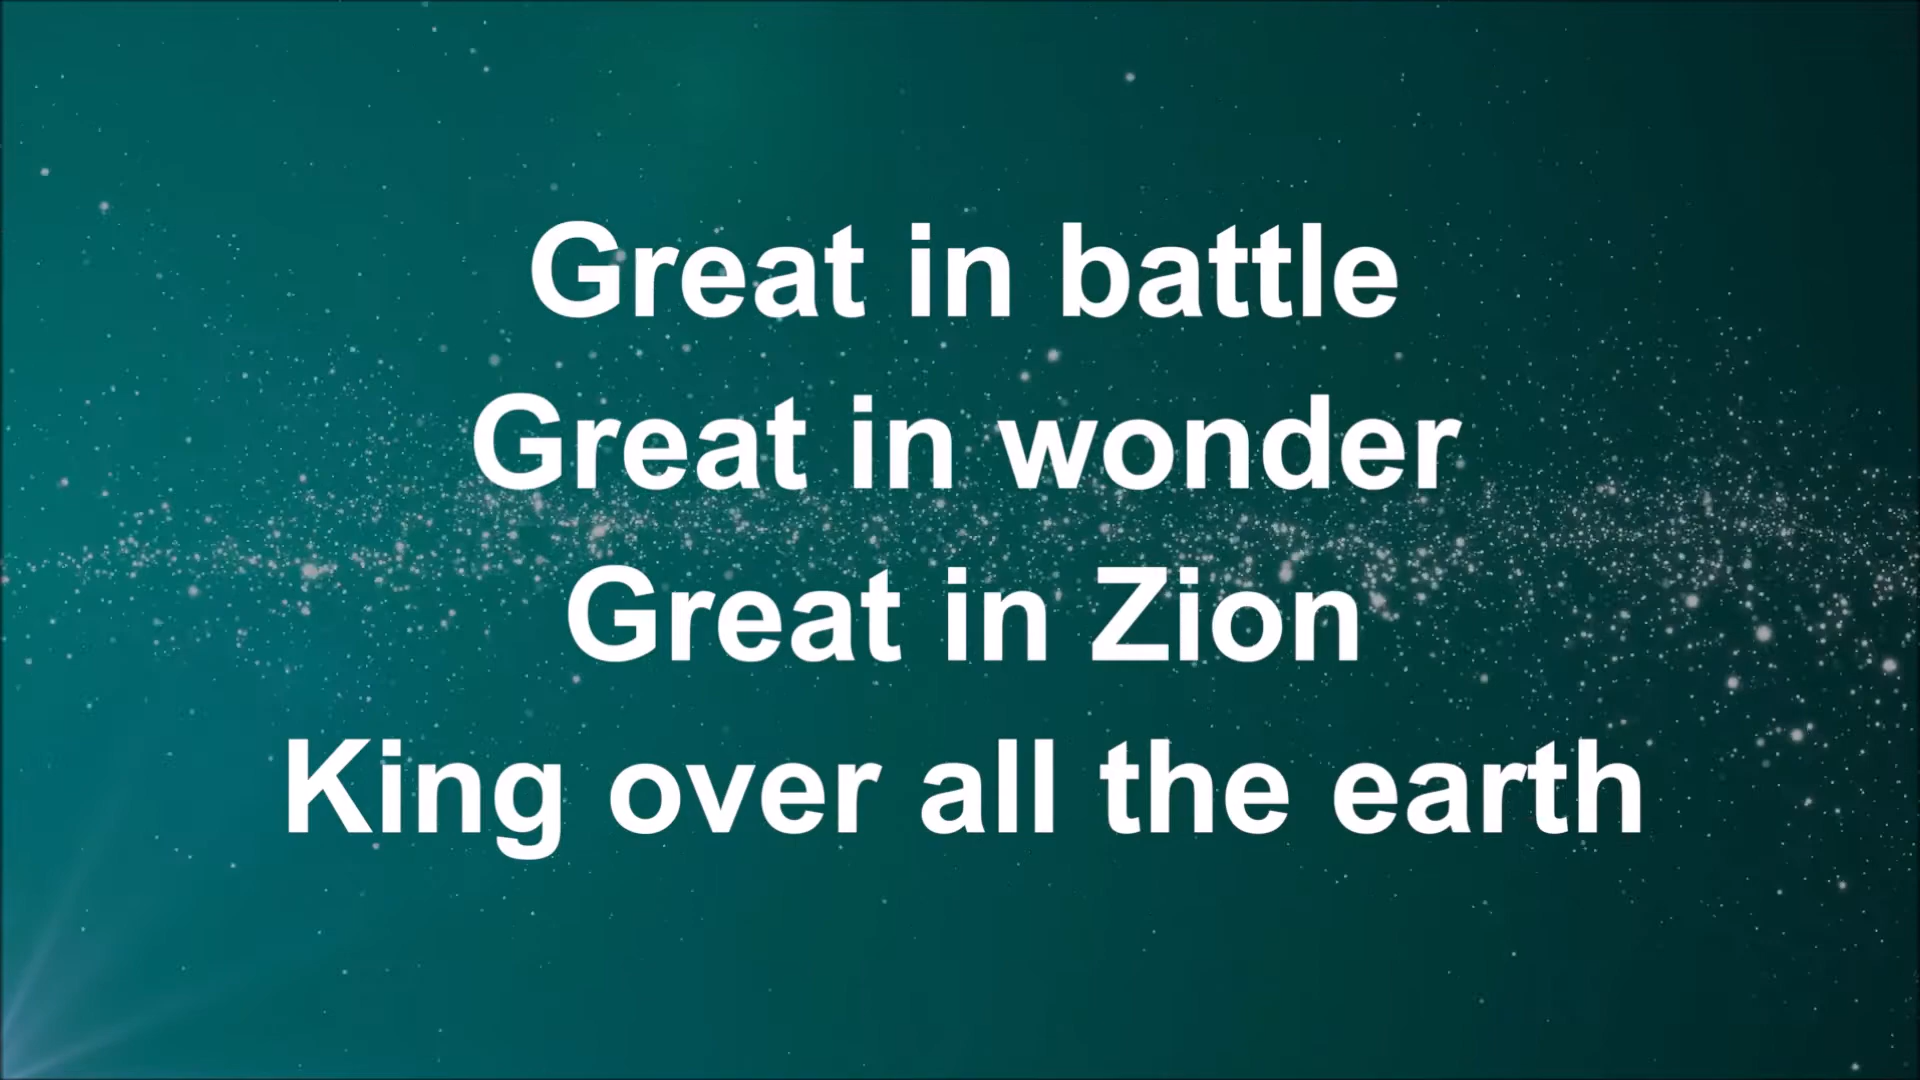 Great in battle
Great in wonder
Great in Zion
King over all the earth